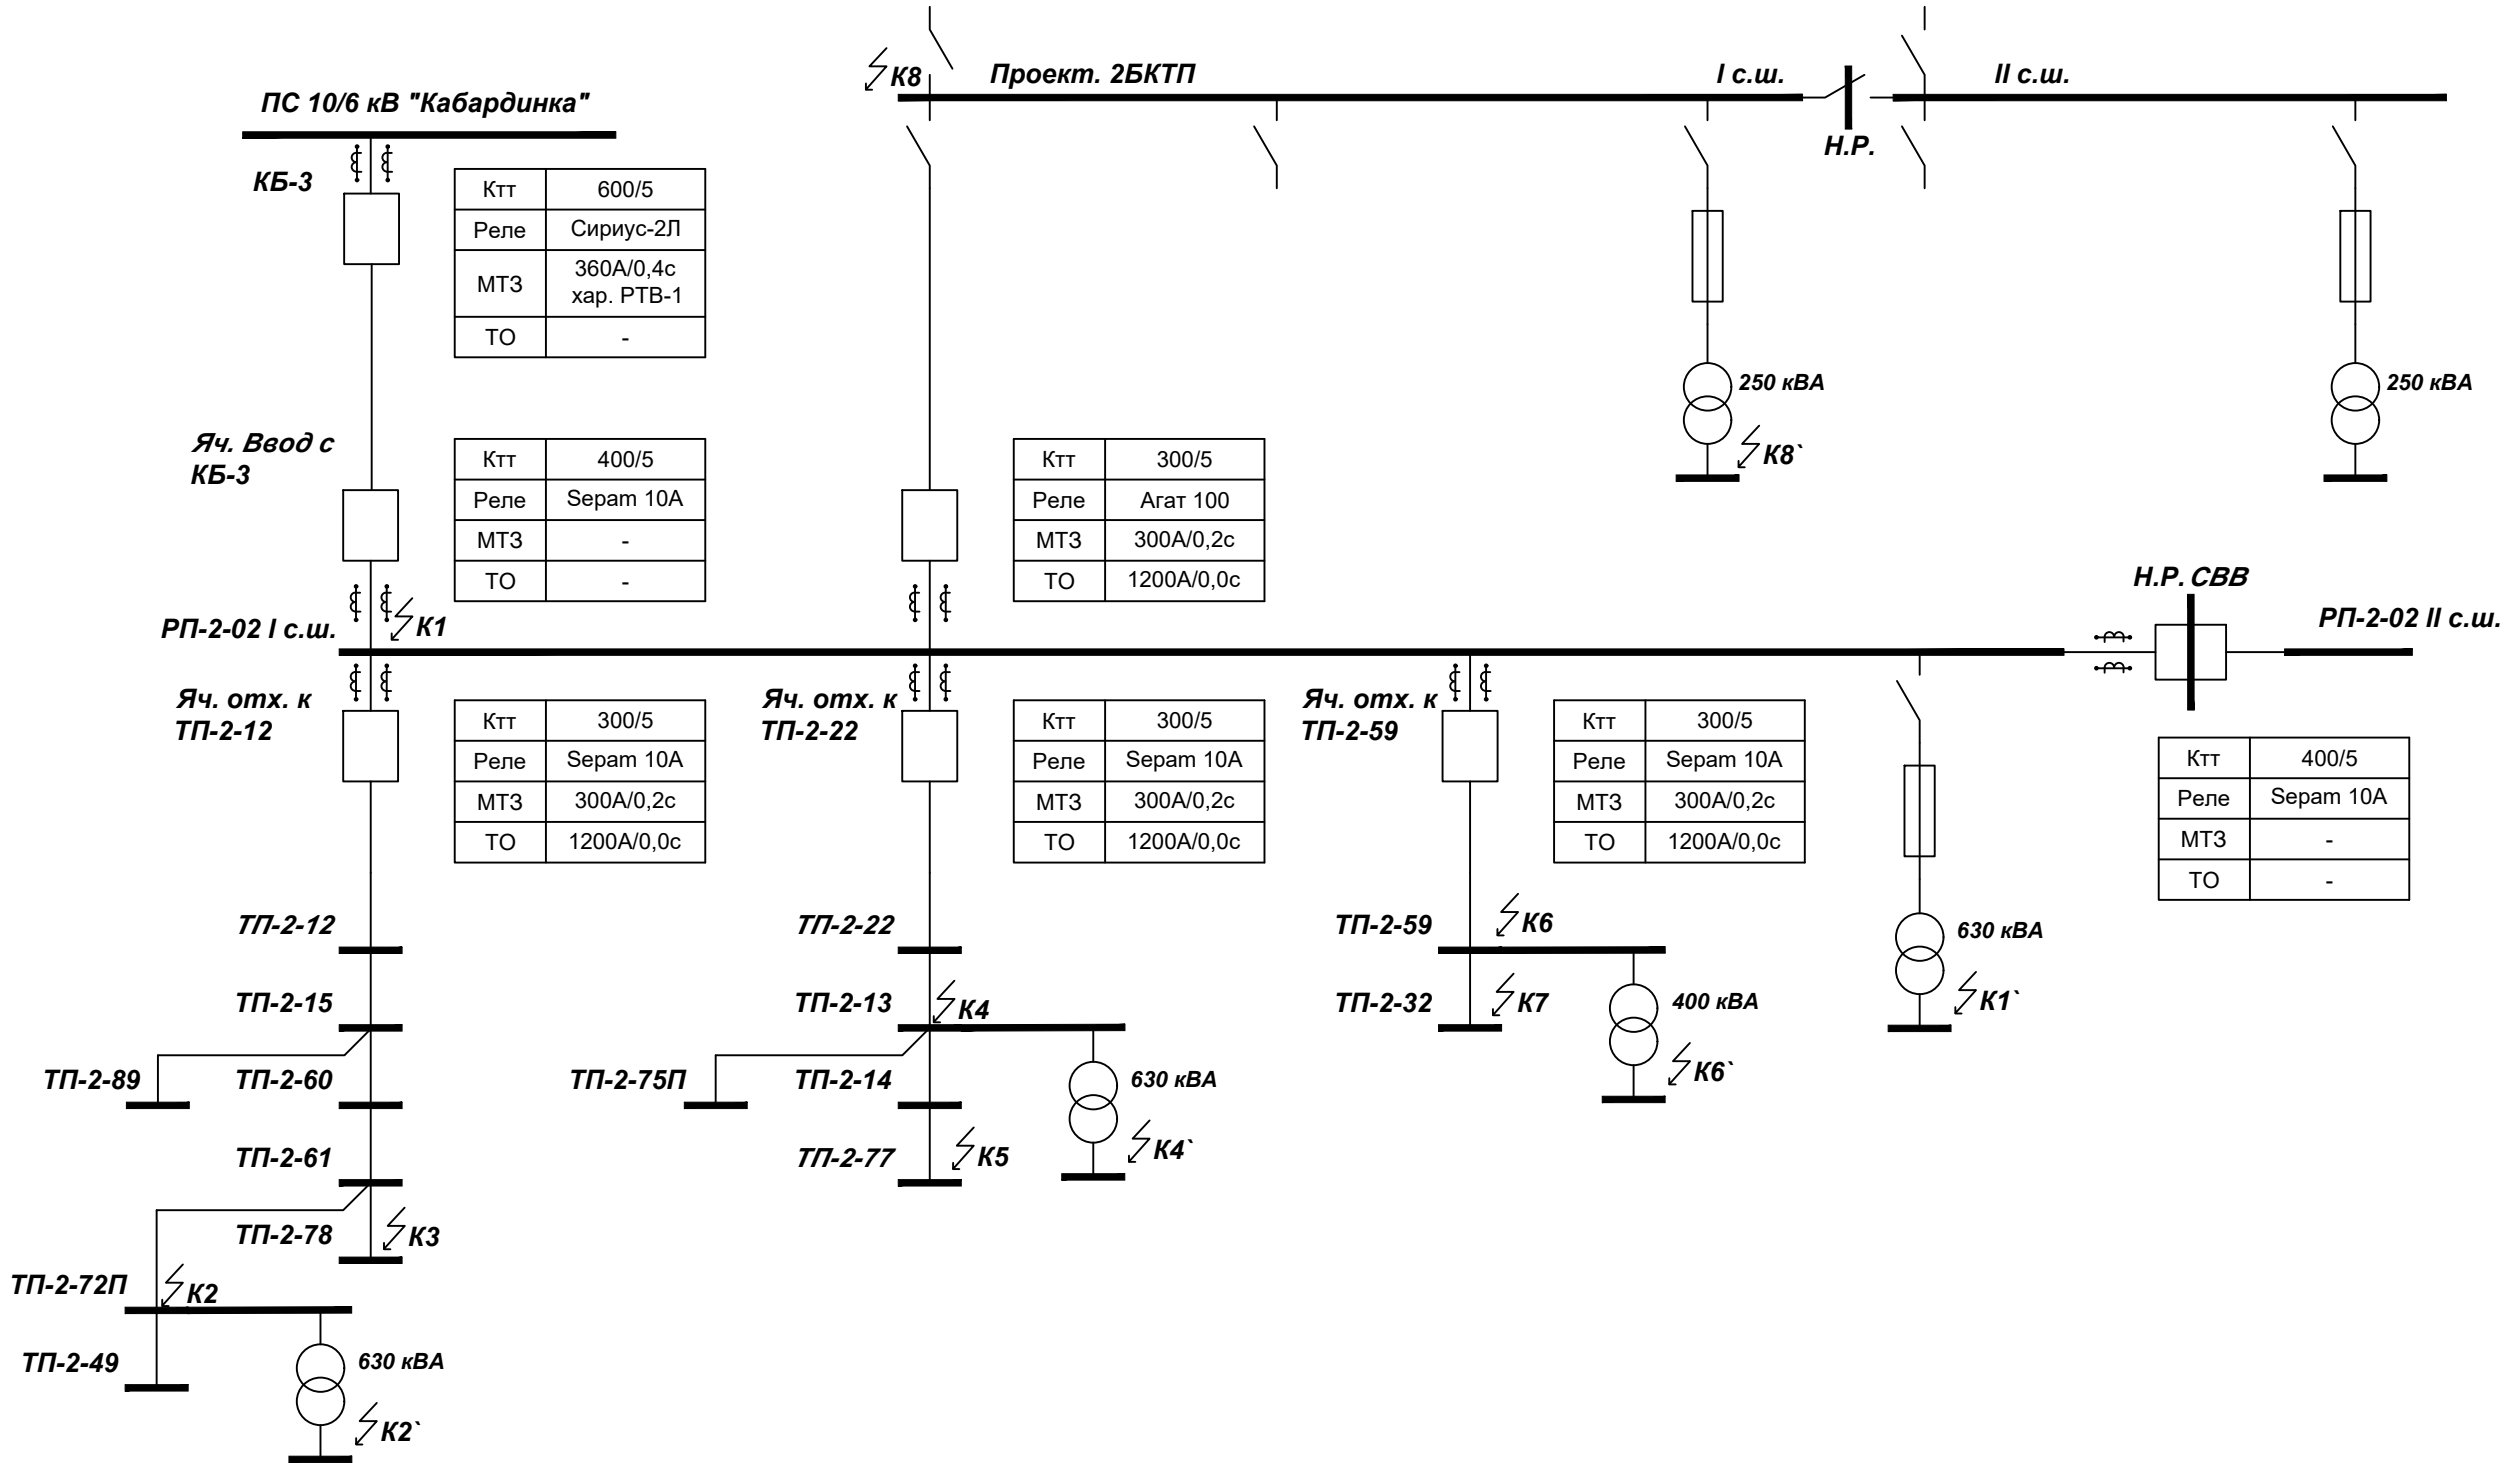 К8
Проект. 2БКТП
I с.ш.
II с.ш.
Н.Р.
ПС 10/6 кВ "Кабардинка"
КБ-3
Ктт 600/5
Реле Сириус-2Л
МТЗ 360А/0,4с
хар. РТВ-1
ТО -
250 кВА
К8`
250 кВА
Яч. Ввод с
КБ-3
Ктт 400/5
Реле Sepam 10A
МТЗ -
ТО -
Ктт 300/5
Реле Агат 100
МТЗ 300А/0,2с
ТО 1200А/0,0с
РП-2-02 I с.ш.
К1
Н.Р. СВВ
РП-2-02 II с.ш.
Яч. отх. к
ТП-2-12
Ктт 300/5
Реле Sepam 10A
МТЗ 300А/0,2с
ТО 1200А/0,0с
Яч. отх. к
ТП-2-22
Ктт 300/5
Реле Sepam 10A
МТЗ 300А/0,2с
ТО 1200А/0,0с
Яч. отх. к
ТП-2-59
Ктт 300/5
Реле Sepam 10A
МТЗ 300А/0,2с
ТО 1200А/0,0с
Ктт 400/5
Реле Sepam 10A
МТЗ -
ТО -
ТП-2-12
ТП-2-15
ТП-2-89
ТП-2-60
ТП-2-61
ТП-2-78
К3
ТП-2-72П
К2
ТП-2-49
630 кВА
К2`
ТП-2-22
ТП-2-13
К4
ТП-2-75П
ТП-2-14
630 кВА
ТП-2-77
К5
К4`
ТП-2-59
К6
ТП-2-32
К7
400 кВА
К6`
630 кВА
К1`